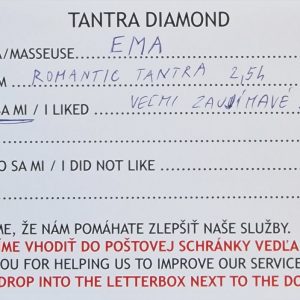 TANTRA DIAMOND
A/MASSEUSE EMA
M ROMANTIC TANTRA 2,5h
SA MI / I LIKED VEĽMI ZAUJÍMAVÉ
O SA MI / I DID NOT LIKE
ME, ŽE NÁM POMÁHATE ZLEPŠIŤ NAŠE SLUŽBY.
ÍME VHODIŤ DO POŠTOVEJ SCHRÁNKY VEDĽA
OU FOR HELPING US TO IMPROVE OUR SERVICE
DROP INTO THE LETTERBOX NEXT TO THE DO